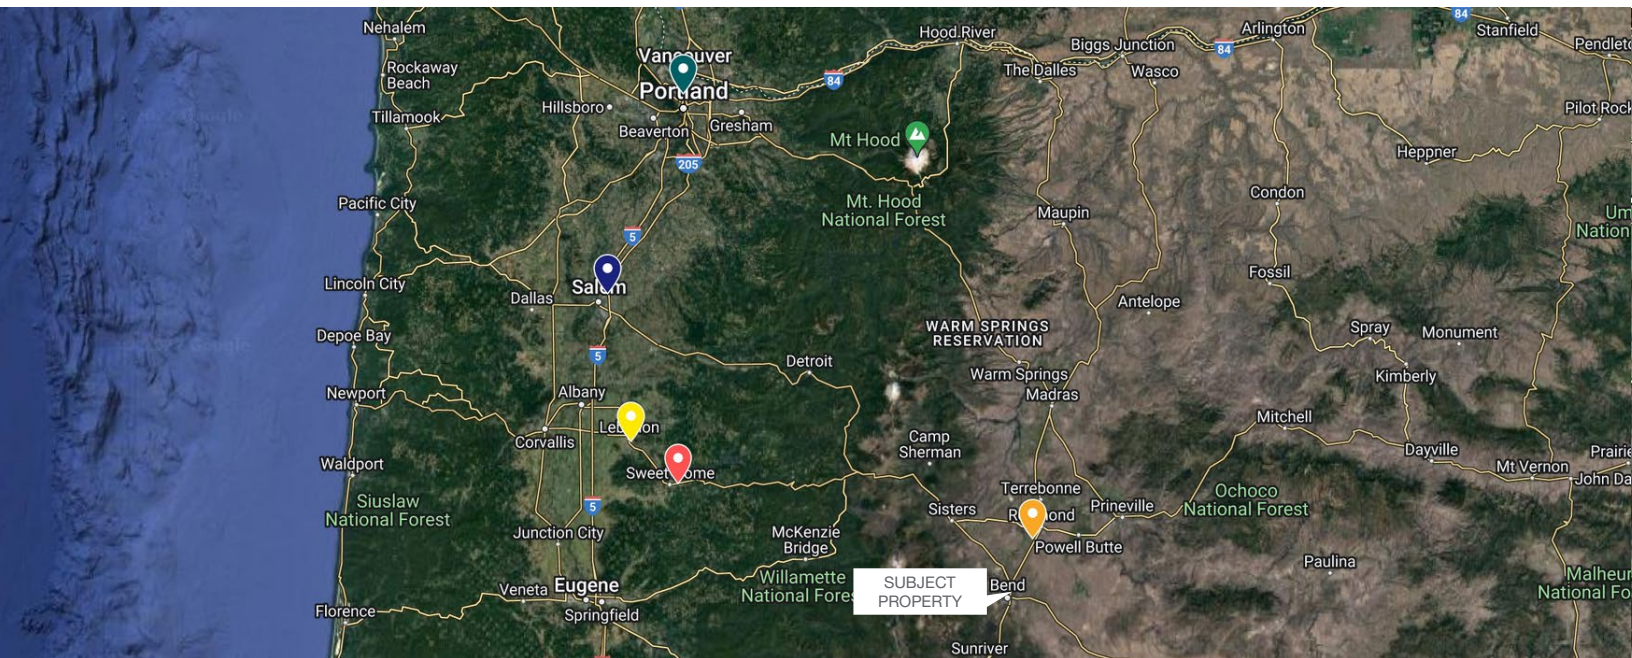 84
Nehalem
Arlington
Stanfield
Hood River
Biggs Junction
84
Pendleto
Vancouver
Rockaway
Beach
The Dalles
Wasco
84
Portland
Hillsboro
Tillamook
Beaverton
Gresham
Pilot Rock
Mt Hood
Heppner
205
Pacific City
Mt. Hood
National Forest
Condon
Maupin
Um
Nation
5
Fossil
Lincoln City
Salem
Dallas
Antelope
Depoe Bay
WARM SPRINGS
RESERVATION
Spray
Monument
5
Detroit
Warm Springs
Kimberly
Newport
Albany
Madras
Mitchell
Lebanon
Corvallis
Camp
Sherman
Dayville
Prairie
Waldport
Sweet Home
Mt Vernon
John Da
Siuslaw
National Forest
5
Terrebonne
Ochoco
National Forest
Sisters
Redmond
Prineville
Junction City
McKenzie
Bridge
Powell Butte
Paulina
Veneta
Eugene
Willamette
National Fores
SUBJECT
PROPERTY
Bend
Malheur
National Fo
Florence
Springfield
Sunriver